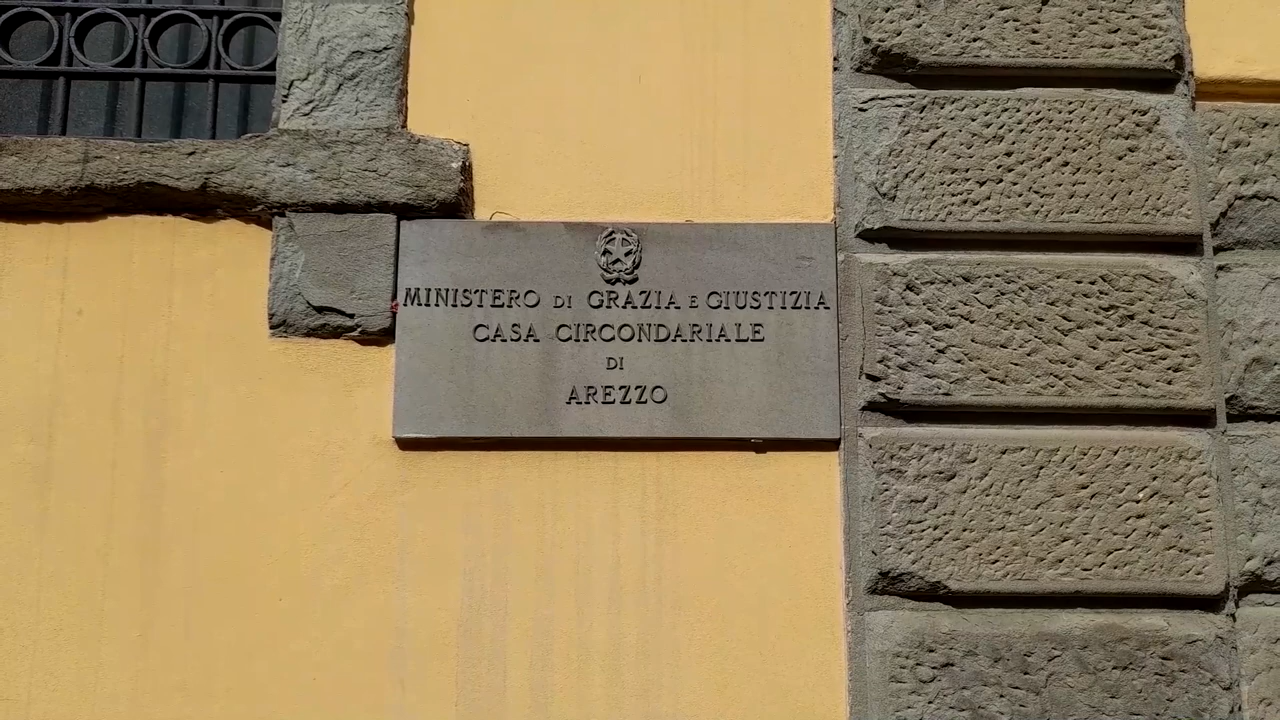 MINISTERO DI GRAZIA E GIUSTIZIA
CASA CIRCONDARIALE
DI
AREZZO